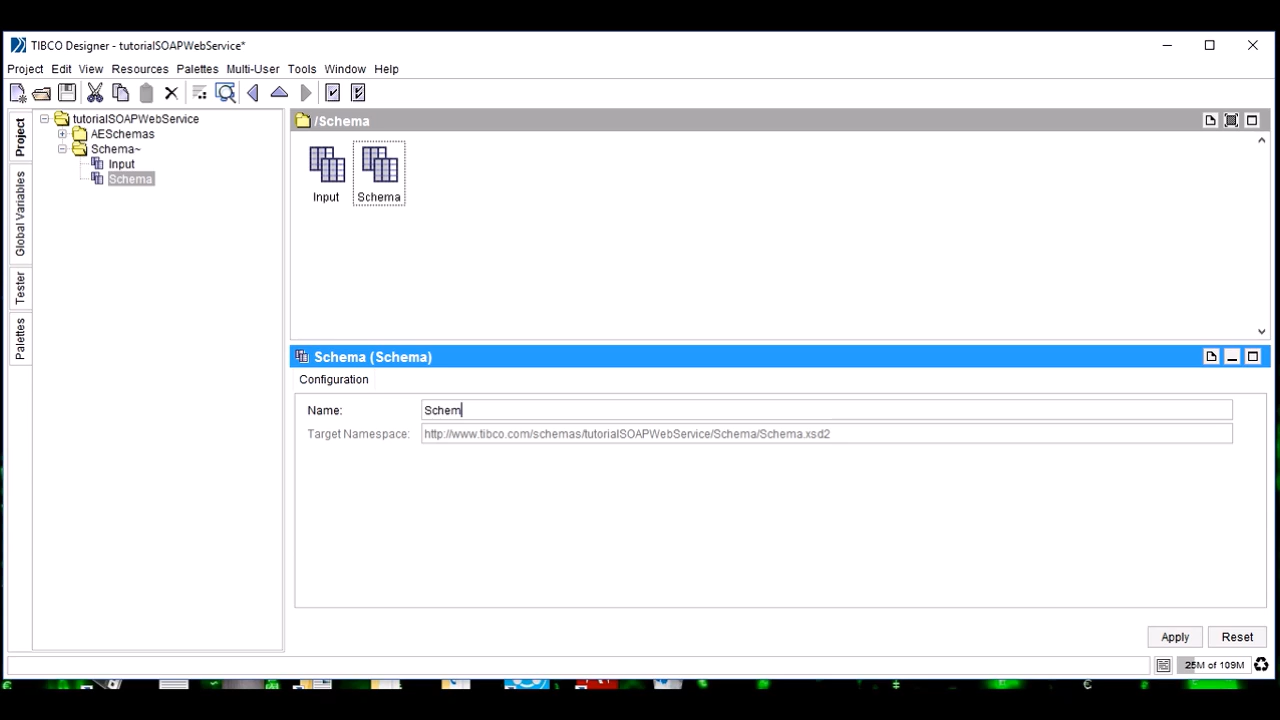 TIBCO Designer - tutorialSOAPWebService*
Project Edit View Resources Palettes Multi-User Tools Window Help
Project
Global Variables
Tester
Palettes
tutorialSOAPWebService
AESchemas
Schema~
Input
Schema
/Schema
Input Schema
Schema (Schema)
Configuration
Name: Schem
Target Namespace: http://www.tibco.com/schemas/tutorialSOAPWebService/Schema/Schema.xsd2
Apply Reset
25M of 109M